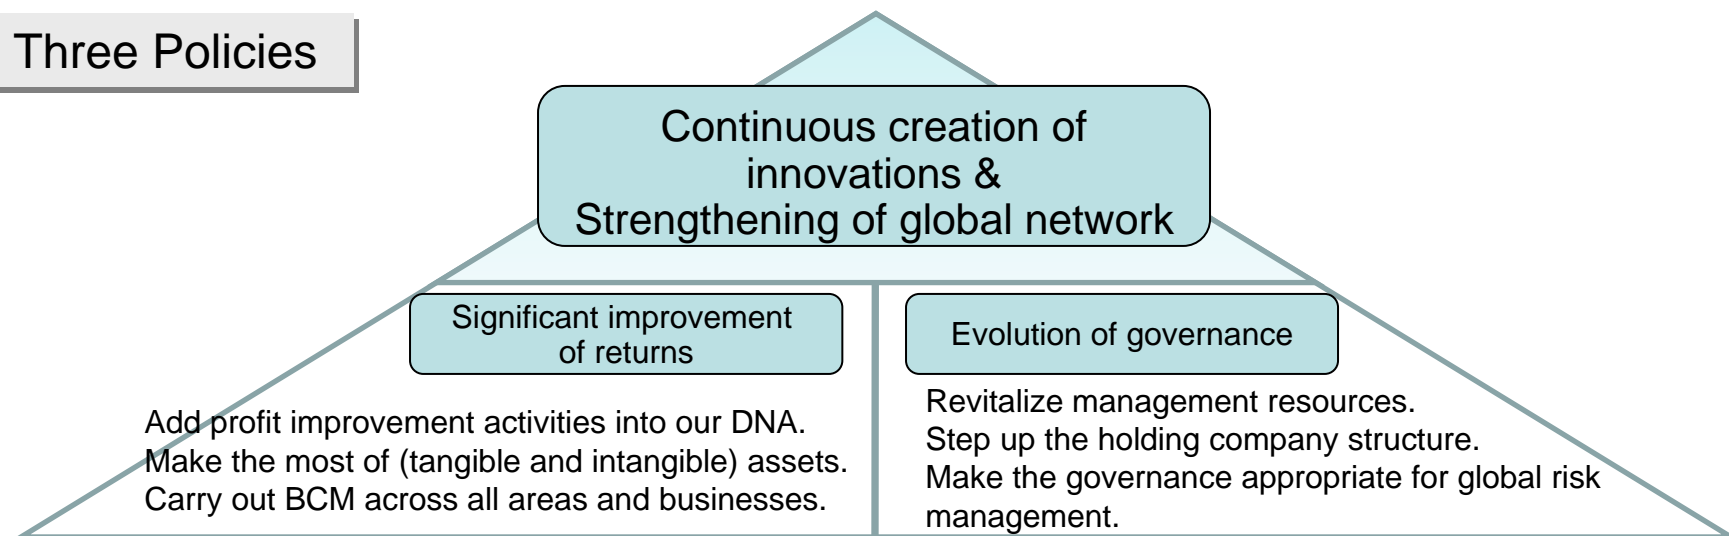 Three Policies
Continuous creation of
innovations &
Strengthening of global network
Significant improvement
of returns
Add profit improvement activities into our DNA.
Make the most of (tangible and intangible) assets.
Carry out BCM across all areas and businesses.
Evolution of governance
Revitalize management resources.
Step up the holding company structure.
Make the governance appropriate for global risk
management.